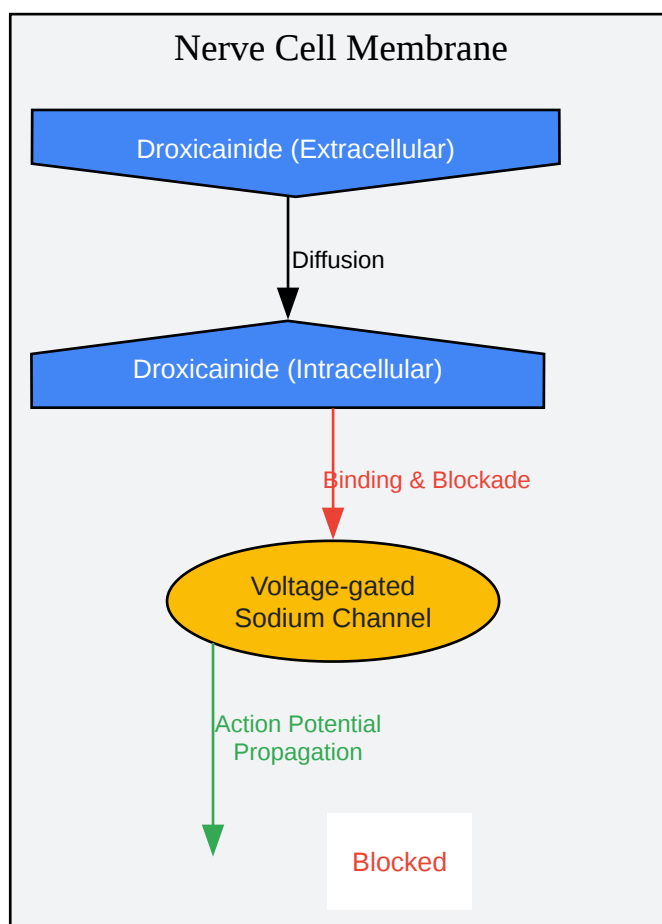 Nerve Cell Membrane
Droxicainide (Extracellular)
Diffusion
Droxicainide (Intracellular)
Binding & Blockade
Voltage-gated
Sodium Channel
Action Potential
Propagation
Blocked